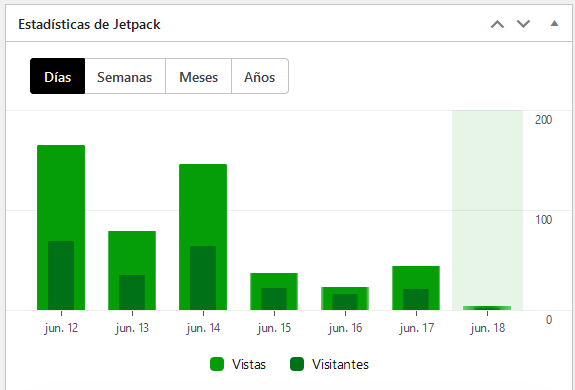 Estadísticas de Jetpack
Días Semanas Meses Años
200
100
0
jun. 12 jun. 13 jun. 14 jun. 15 jun. 16 jun. 17 jun. 18
Vistas Visitantes